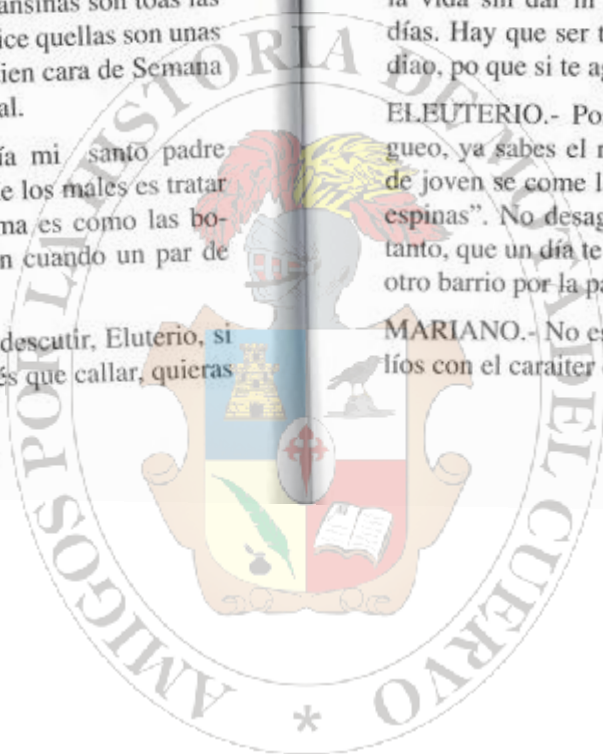 ansinas son toas las
ice quellas son unas
ien cara de Semana
al.
ía mi santo padre
e los males es tratar
ma es como las bo-
n cuando un par de
descutir, Eluterio, si
és que callar, quieras
la vida sin dar ni
días. Hay que ser t
diao, po que si te ag
ELEUTERIO.- Po
gueo, ya sabes el r
de joven se come l
espinas”. No desag
tanto, que un día te
otro barrio por la pa
MARIANO.- No es
líos con el caraiter
AMIGOS POR LA HISTORIA DE MOTA DEL CUERVO *